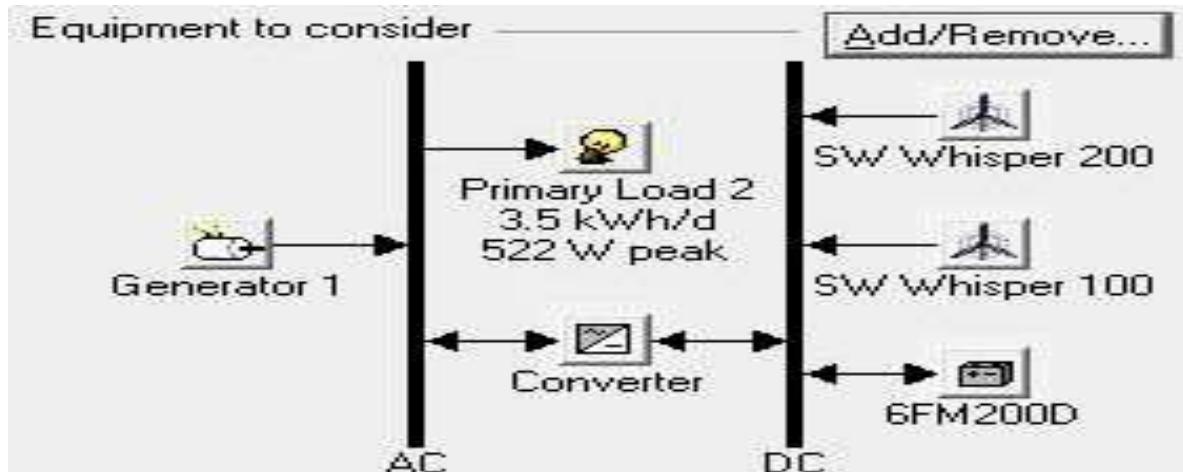 Equipment to consider
Add/Remove...
SW Whisper 200
Primary Load 2
3.5 kWh/d
522 W peak
Generator 1
SW Whisper 100
Converter
6FM200D
AC
DC